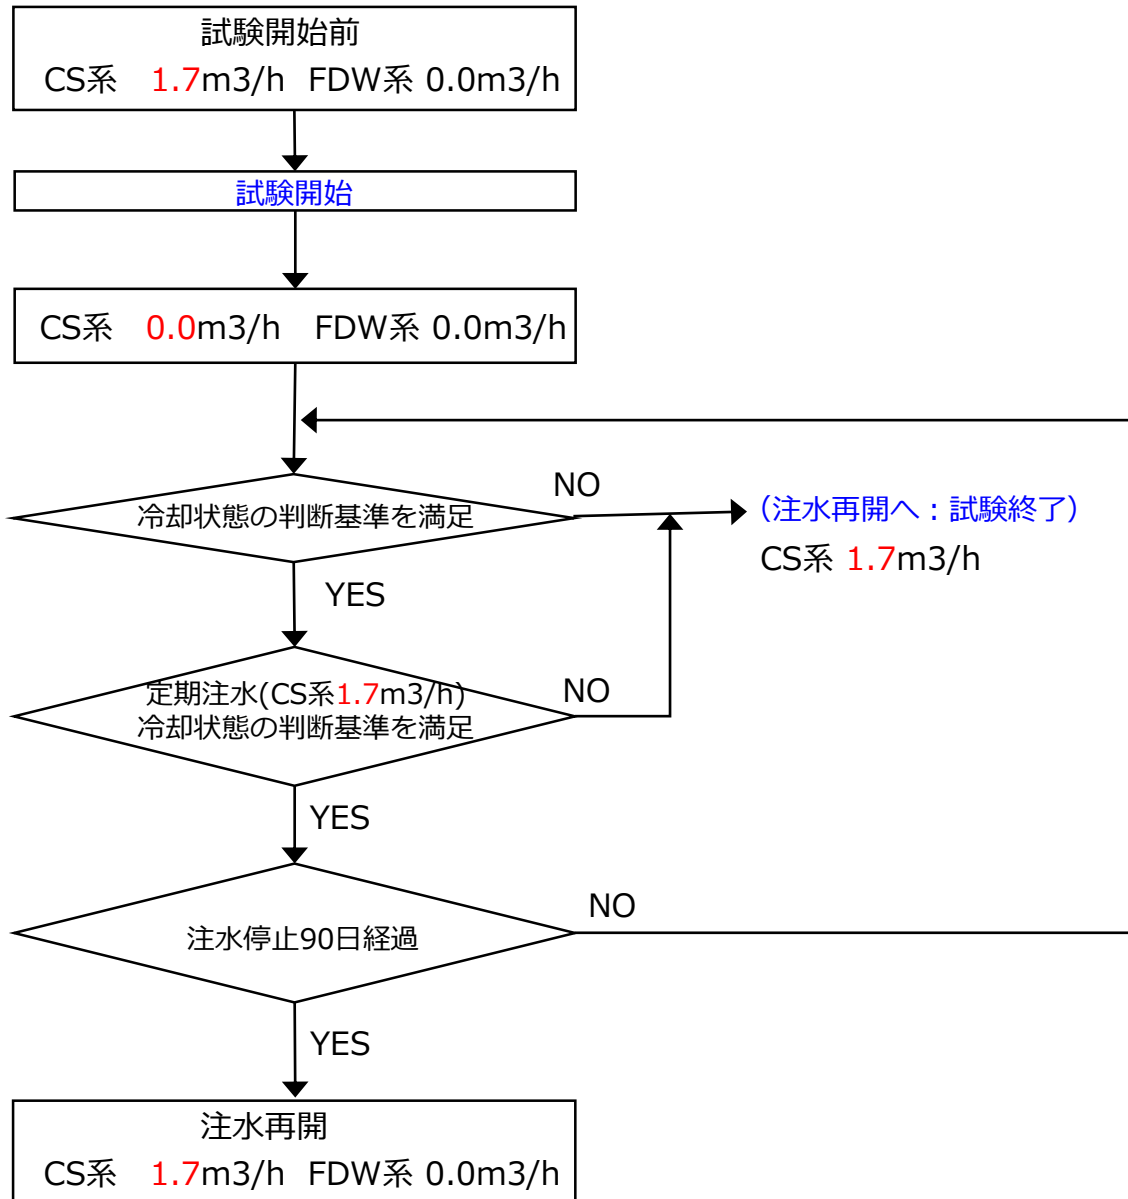 試験開始前
CS系 1.7m3/h FDW系 0.0m3/h
試験開始
CS系 0.0m3/h FDW系 0.0m3/h
冷却状態の判断基準を満足
NO
（注水再開へ：試験終了）
CS系 1.7m3/h
YES
定期注水(CS系1.7m3/h)
冷却状態の判断基準を満足
NO
YES
注水停止90日経過
NO
YES
注水再開
CS系 1.7m3/h FDW系 0.0m3/h